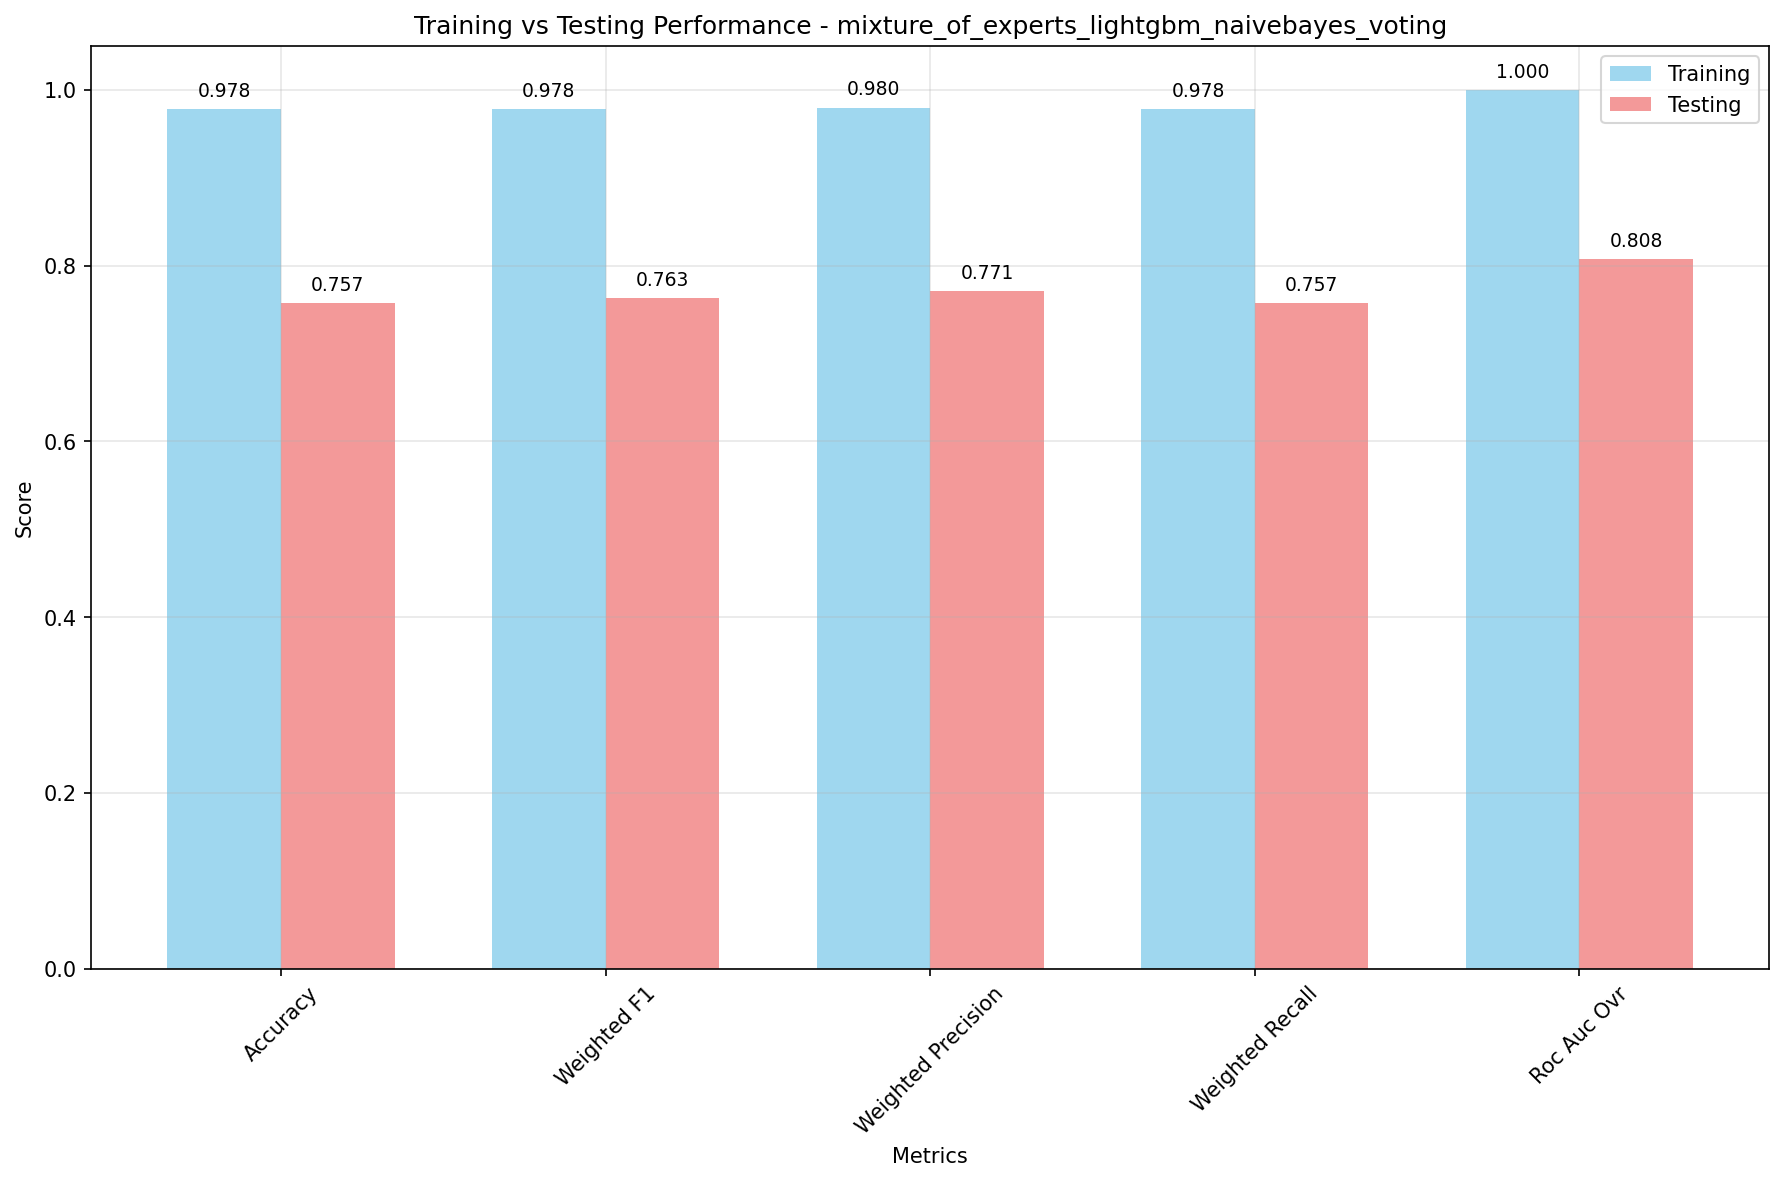 Training vs Testing Performance - mixture_of_experts_lightgbm_naivebayes_voting
Training
Testing
1.0
0.8
0.6
0.4
0.2
0.0
Score
0.978
0.757
0.978
0.763
0.980
0.771
0.978
0.757
1.000
0.808
Accuracy
Weighted F1
Weighted Precision
Weighted Recall
Roc Auc Ovr
Metrics